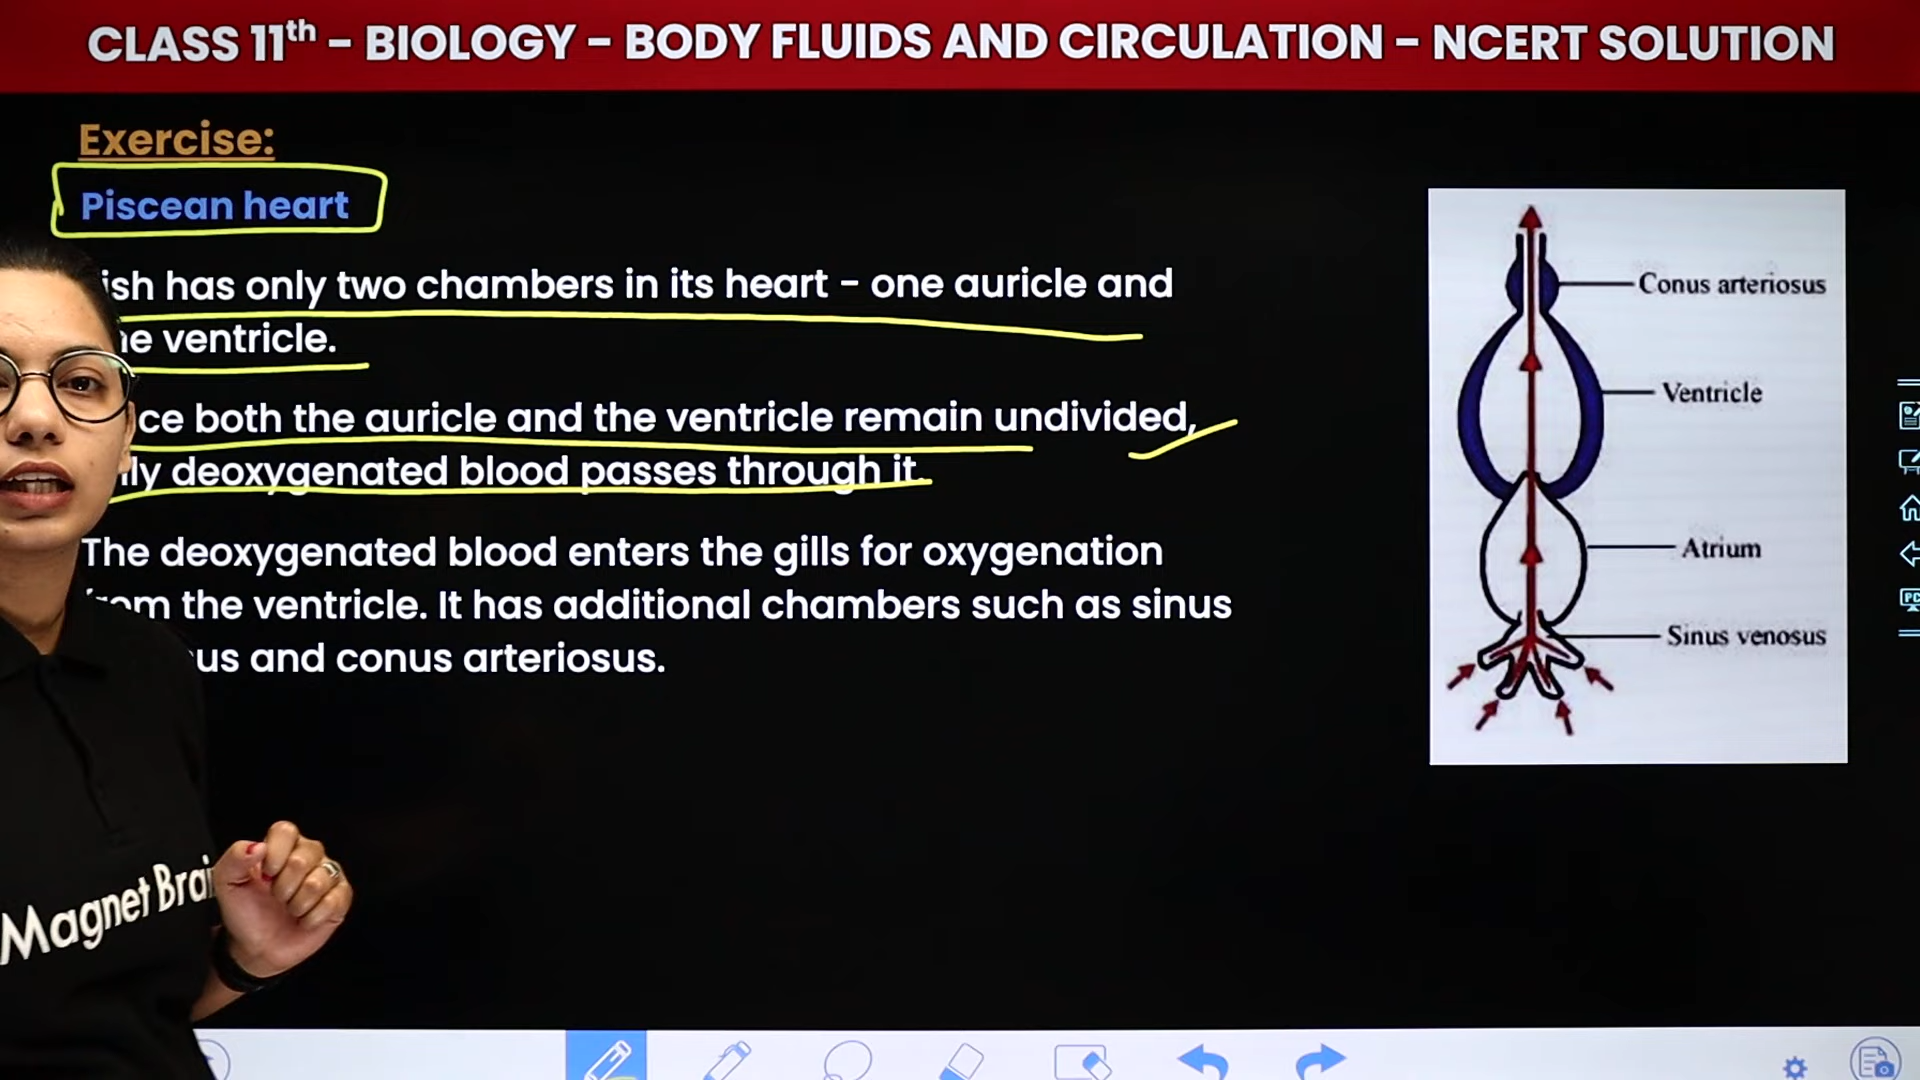 CLASS 11th - BIOLOGY - BODY FLUIDS AND CIRCULATION - NCERT SOLUTION
Exercise:
Piscean heart
ish has only two chambers in its heart - one auricle and
ne ventricle.
ce both the auricle and the ventricle remain undivided,
ly deoxygenated blood passes through it.
The deoxygenated blood enters the gills for oxygenation
om the ventricle. It has additional chambers such as sinus
us and conus arteriosus.
Conus arteriosus
Ventricle
Atrium
Sinus venosus
Magnet Brai